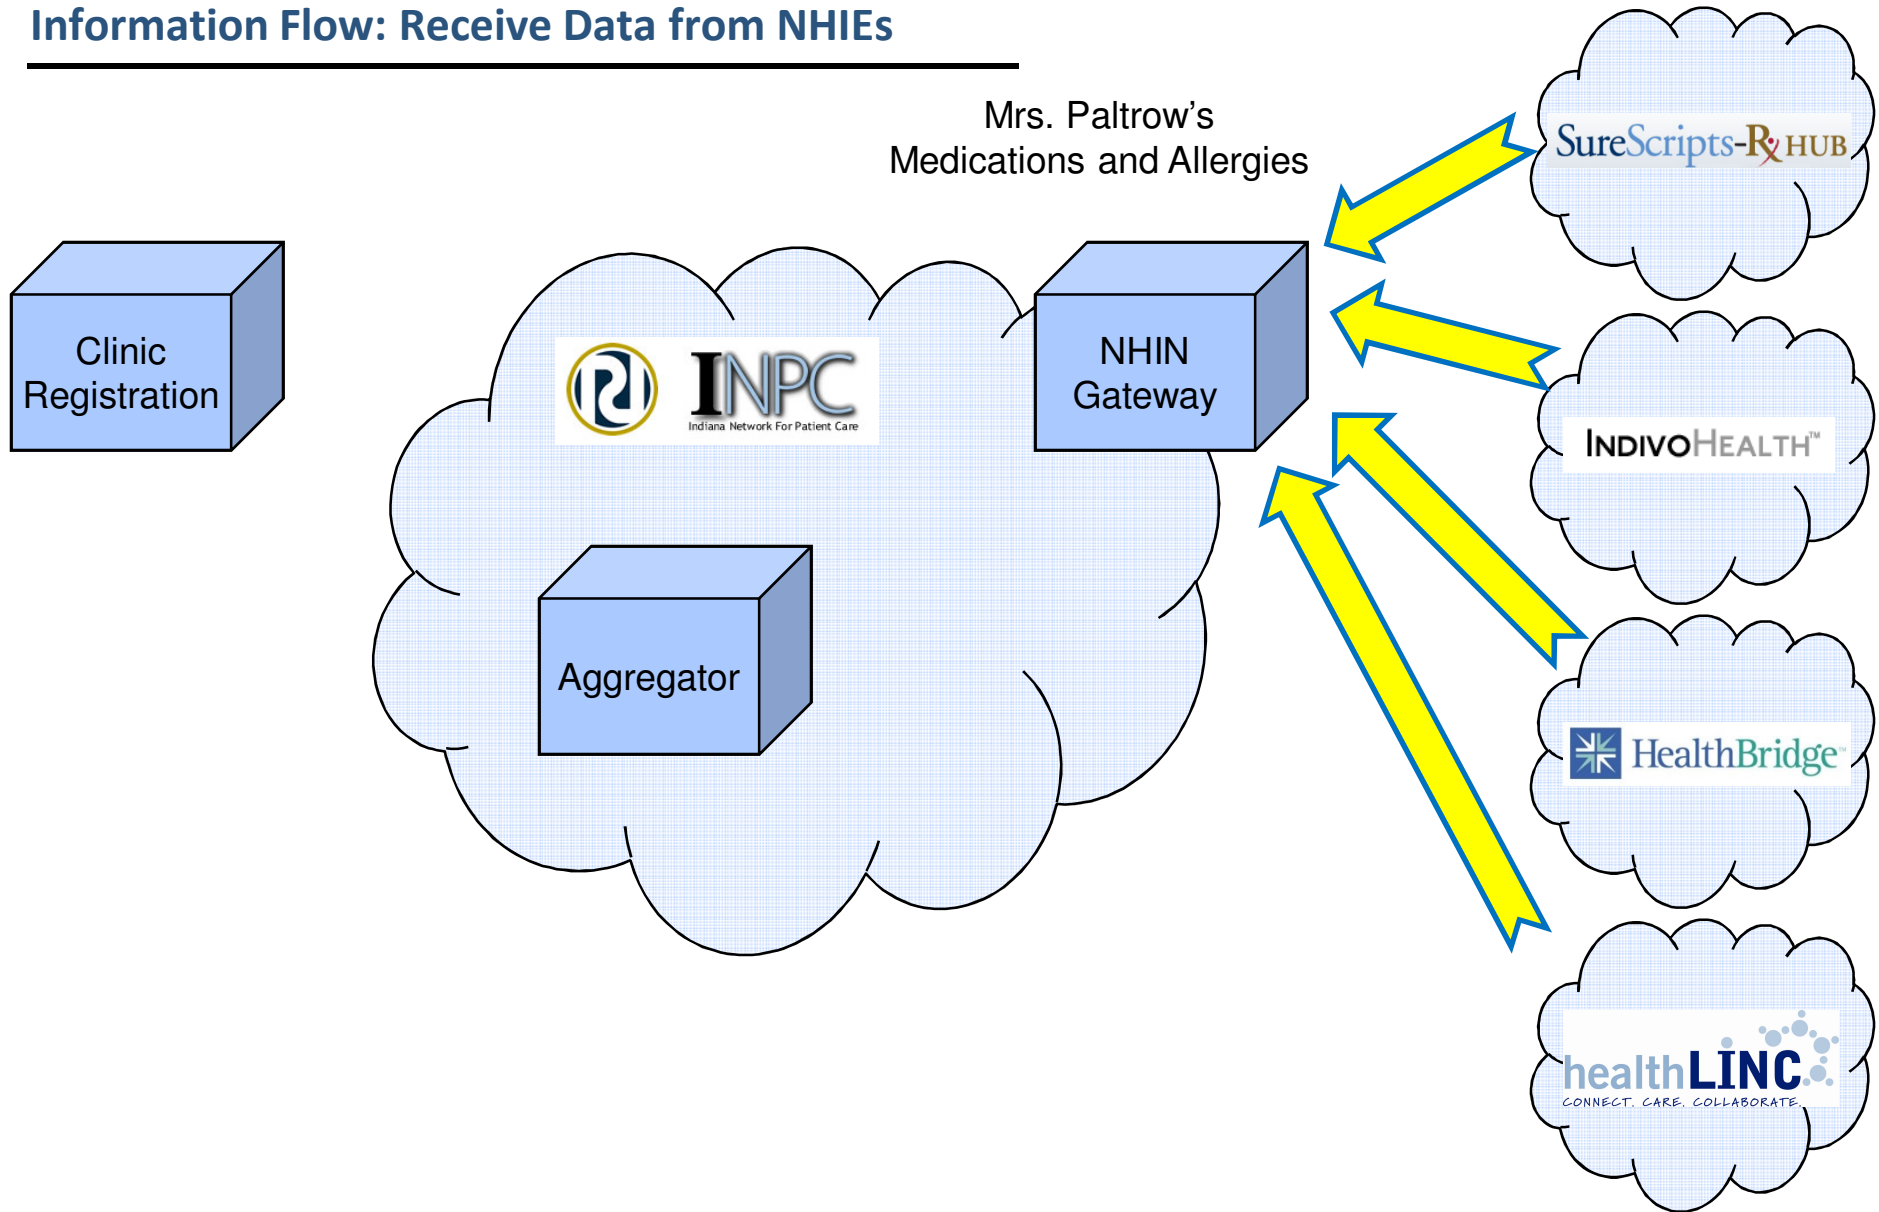 Information Flow: Receive Data from NHIEs
Mrs. Paltrow’s
Medications and Allergies
SureScripts-Rx HUB
Clinic
Registration
INPC
Indiana Network For Patient Care
NHIN
Gateway
INDIVOHEALTH™
Aggregator
HealthBridge™
healthLINC
CONNECT. CARE. COLLABORATE.